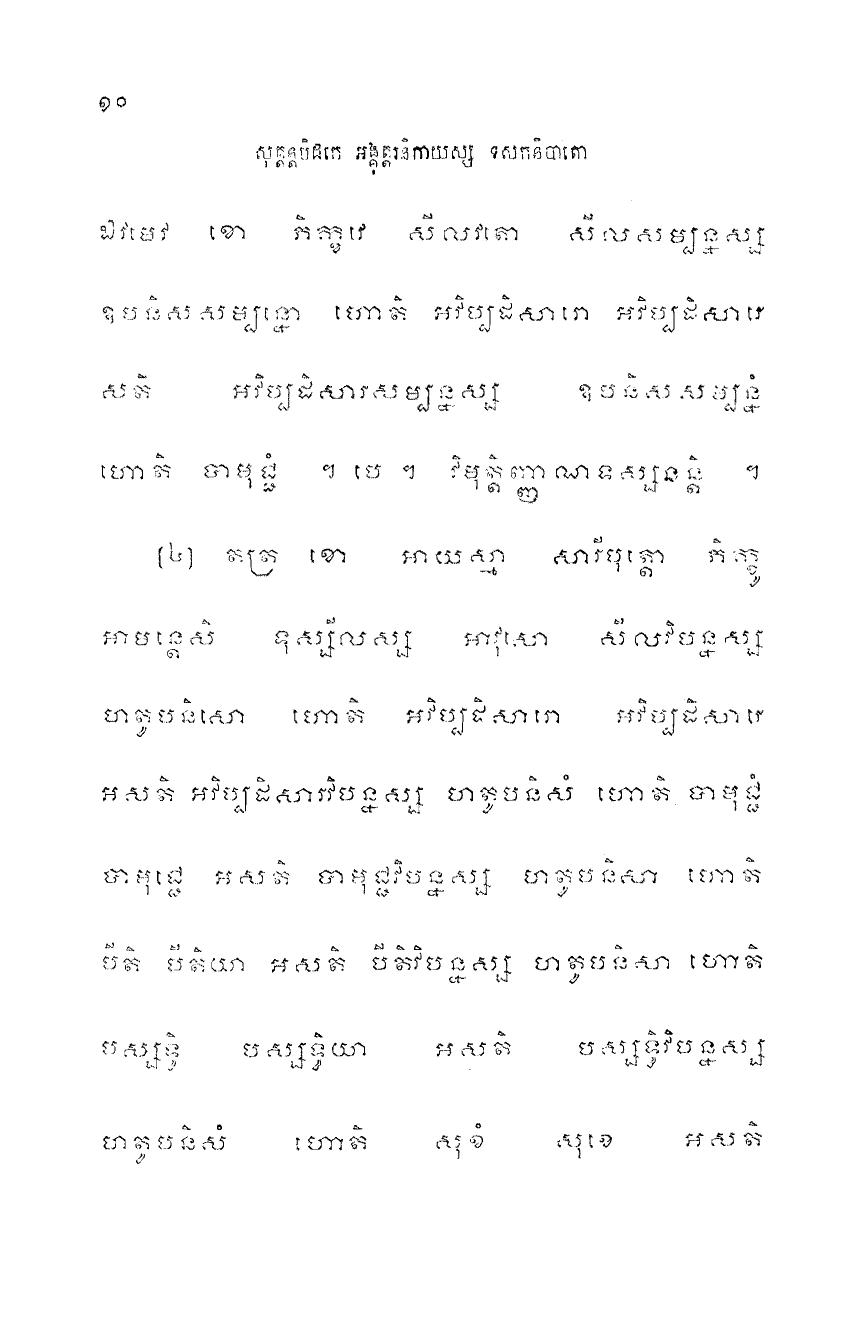 ១០
សុត្តន្តបិដកេ អង្គុត្តរនិកាយស្ស ទសកនិបាតោ
ឯវមេវ ខោ ភិក្ខវេ សីលវតោ សីលសម្បន្នស្ស
ឧបនិសសម្បន្នោ ហោតិ អវិប្បដិសារោ អវិប្បដិសារេ
សតិ អវិប្បដិសារសម្បន្នស្ស ឧបនិសសម្បន្នំ
ហោតិ បាមុជ្ជំ ។ បេ ។ វិមុត្តិញ្ញាណទស្សនន្តិ ។
[៤] តត្រ ខោ អាយស្មា សារីបុត្តោ ភិក្ខូ
អាមន្តេសិ ទុស្សីលស្ស អាវុសោ សីលវិបន្នស្ស
ហតូបនិសោ ហោតិ អវិប្បដិសារោ អវិប្បដិសារេ
អសតិ អវិប្បដិសារវិបន្នស្ស ហតូបនិសំ ហោតិ បាមុជ្ជំ
បាមុជ្ជេ អសតិ បាមុជ្ជវិបន្នស្ស ហតូបនិសា ហោតិ
បីតិ បីតិយា អសតិ បីតិវិបន្នស្ស ហតូបនិសា ហោតិ
បស្សទ្ធិ បស្សទ្ធិយា អសតិ បស្សទ្ធិវិបន្នស្ស
ហតូបនិសំ ហោតិ សុខំ សុខេ អសតិ